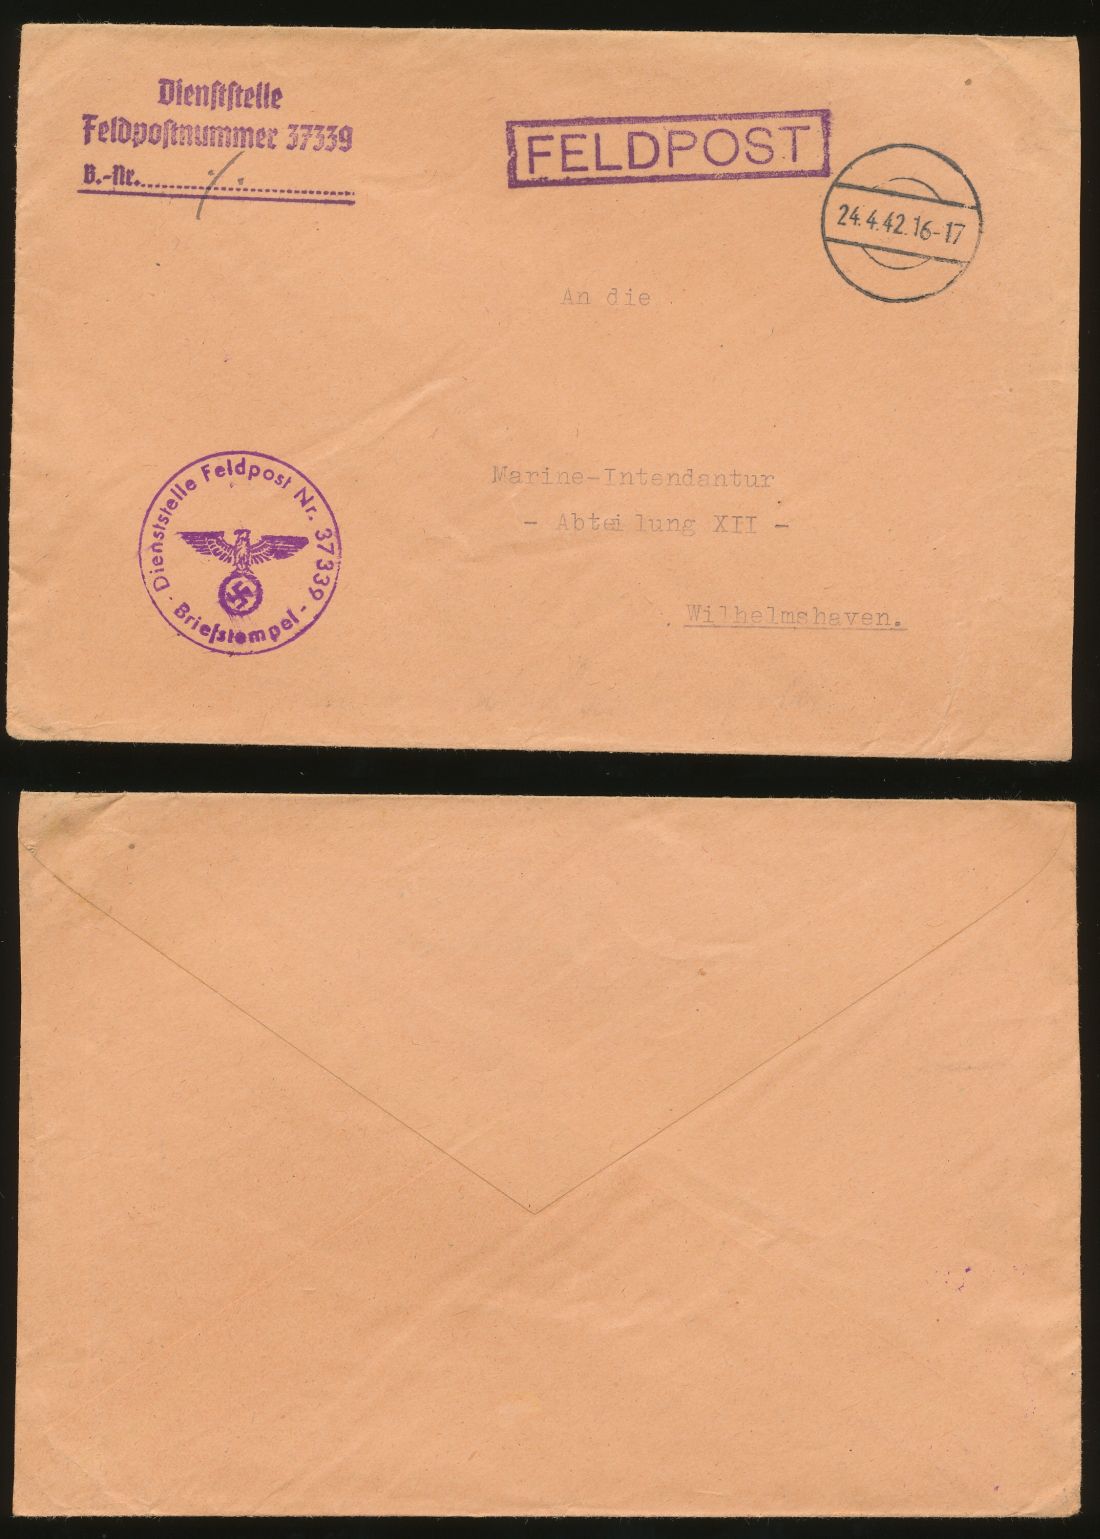 Dienststelle
Feldpostnummer 37339
B.-Nr.
FELDPOST
24.4.42.16-17
An die
Marine-Intendantur
- Abteilung XII -
Wilhelmshaven.
Dienststelle Feldpost Nr. 37339
- Briefstempel -